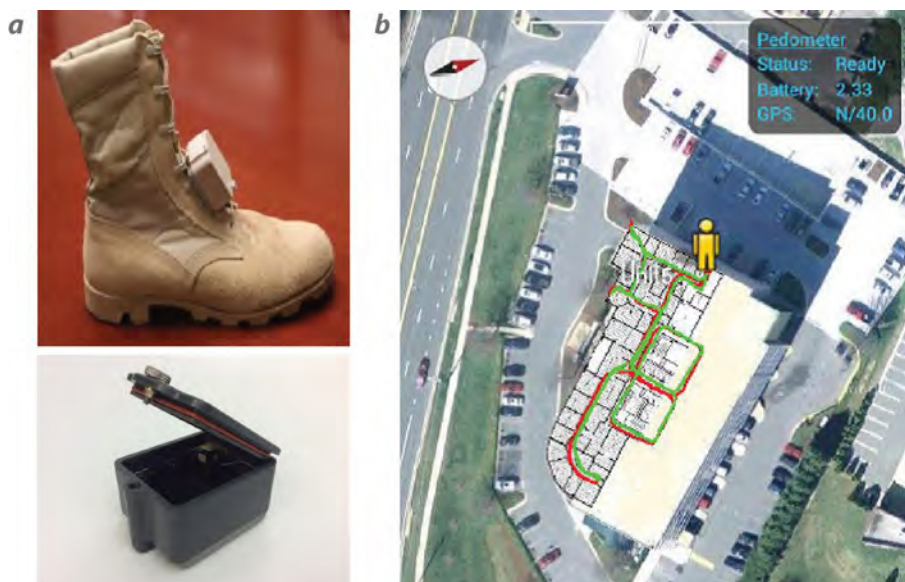 a
b
Pedometer
Status: Ready
Battery: 2.33
GPS N/40.0